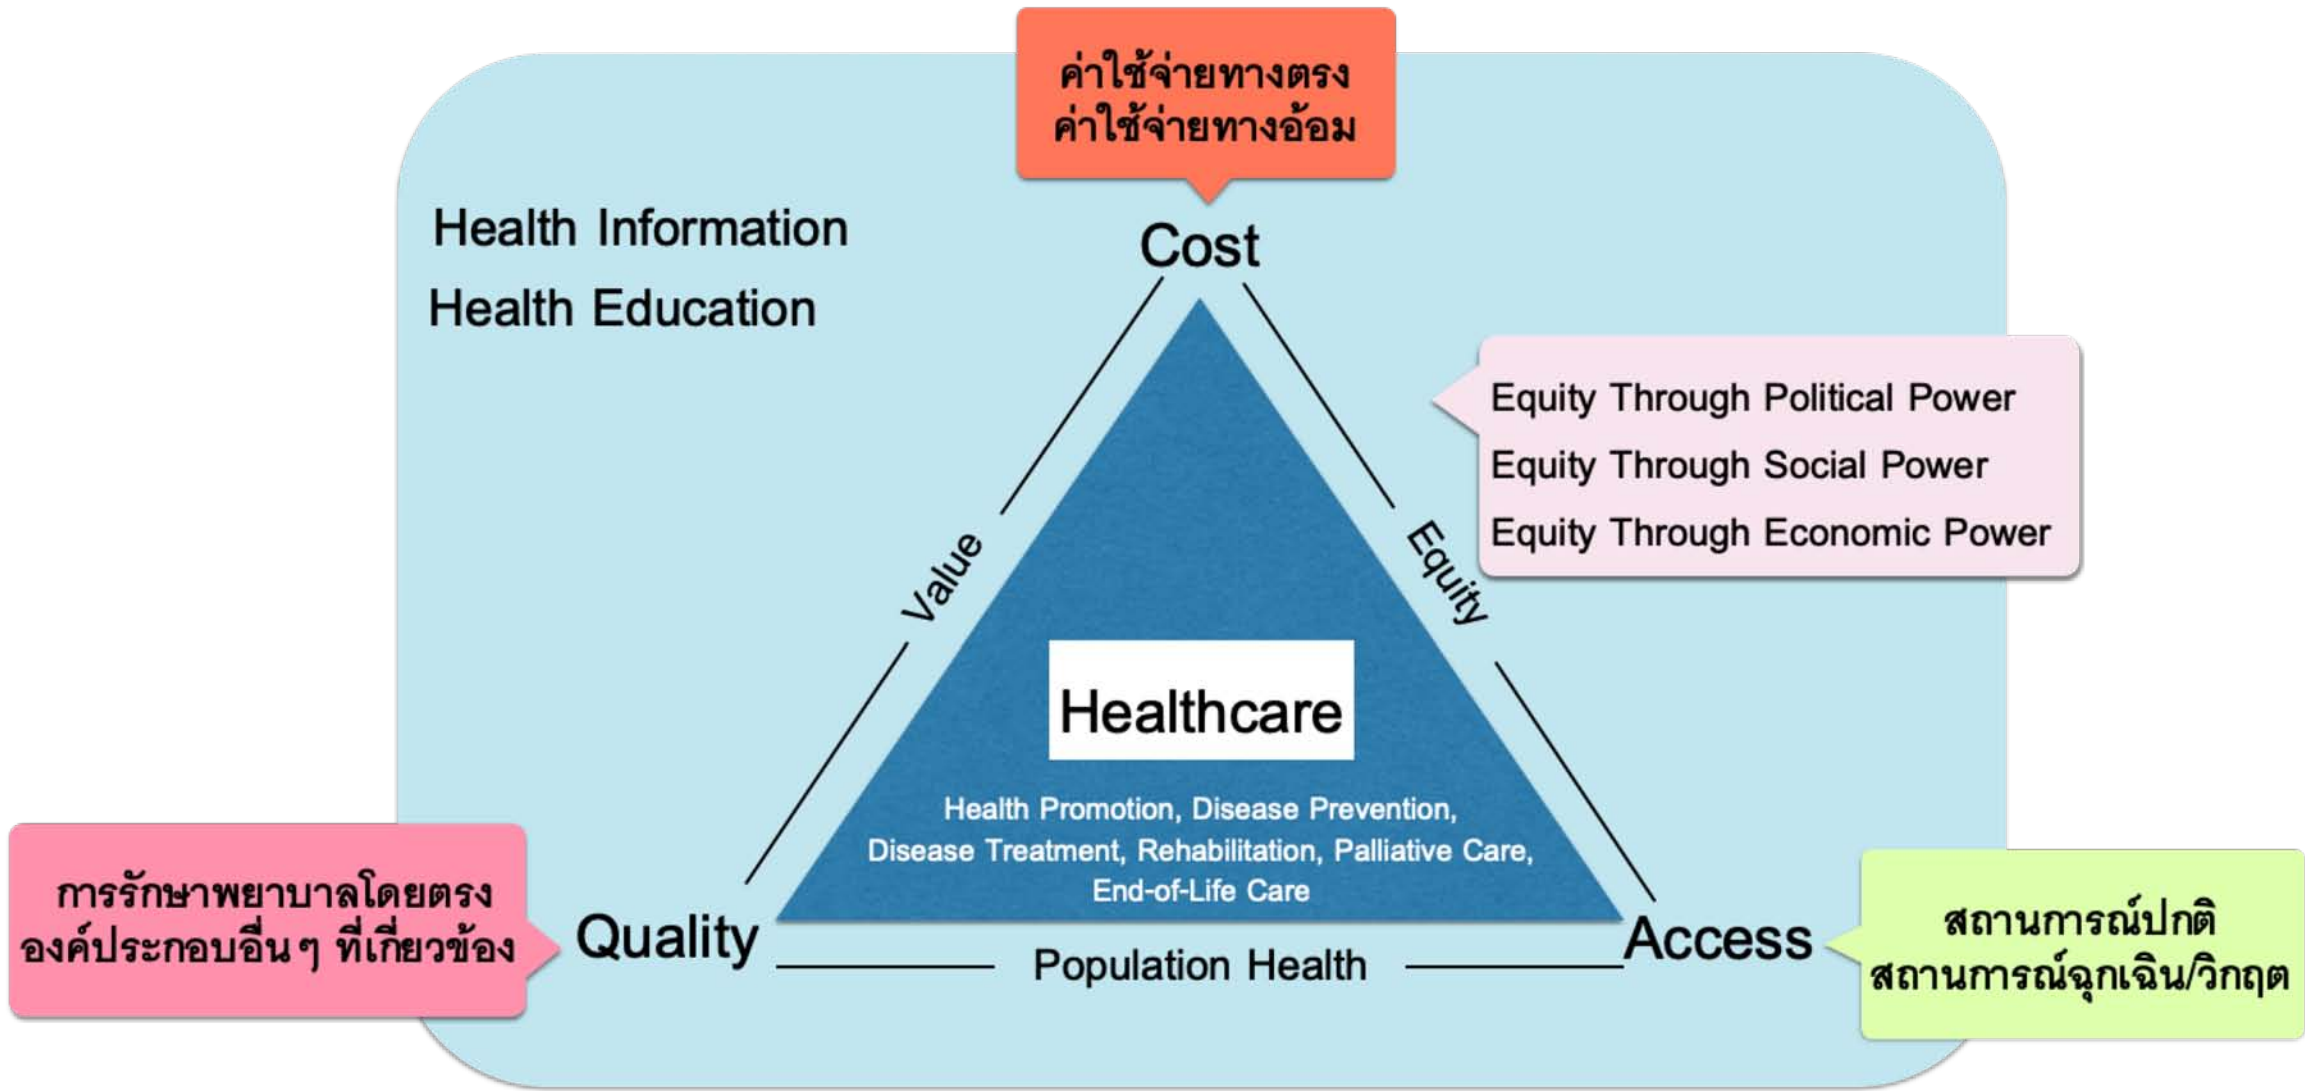 ค่าใช้จ่ายทางตรง
ค่าใช้จ่ายทางอ้อม
Health Information
Health Education
Cost
Equity Through Political Power
Equity Through Social Power
Equity Through Economic Power
Value
Equity
Healthcare
Health Promotion, Disease Prevention,
Disease Treatment, Rehabilitation, Palliative Care,
End-of-Life Care
การรักษาพยาบาลโดยตรง
องค์ประกอบอื่นๆ ที่เกี่ยวข้อง
Quality
Population Health
Access
สถานการณ์ปกติ
สถานการณ์ฉุกเฉิน/วิกฤต